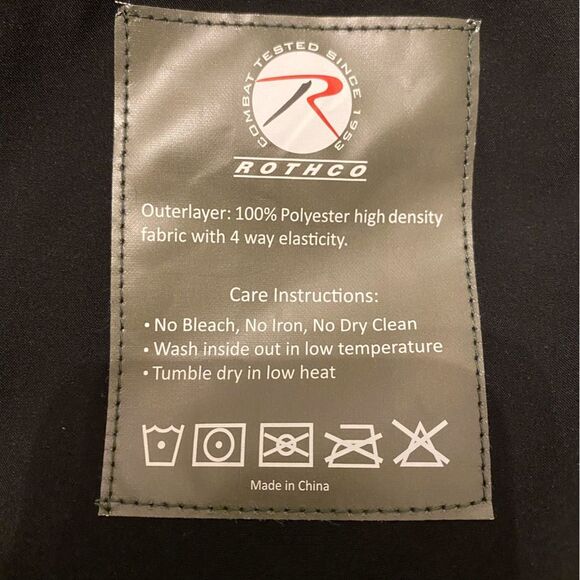 COMBAT TESTED SINCE 1953
ROTHCO
Outerlayer: 100% Polyester high density
fabric with 4 way elasticity.
Care Instructions:
• No Bleach, No Iron, No Dry Clean
• Wash inside out in low temperature
• Tumble dry in low heat
Made in China